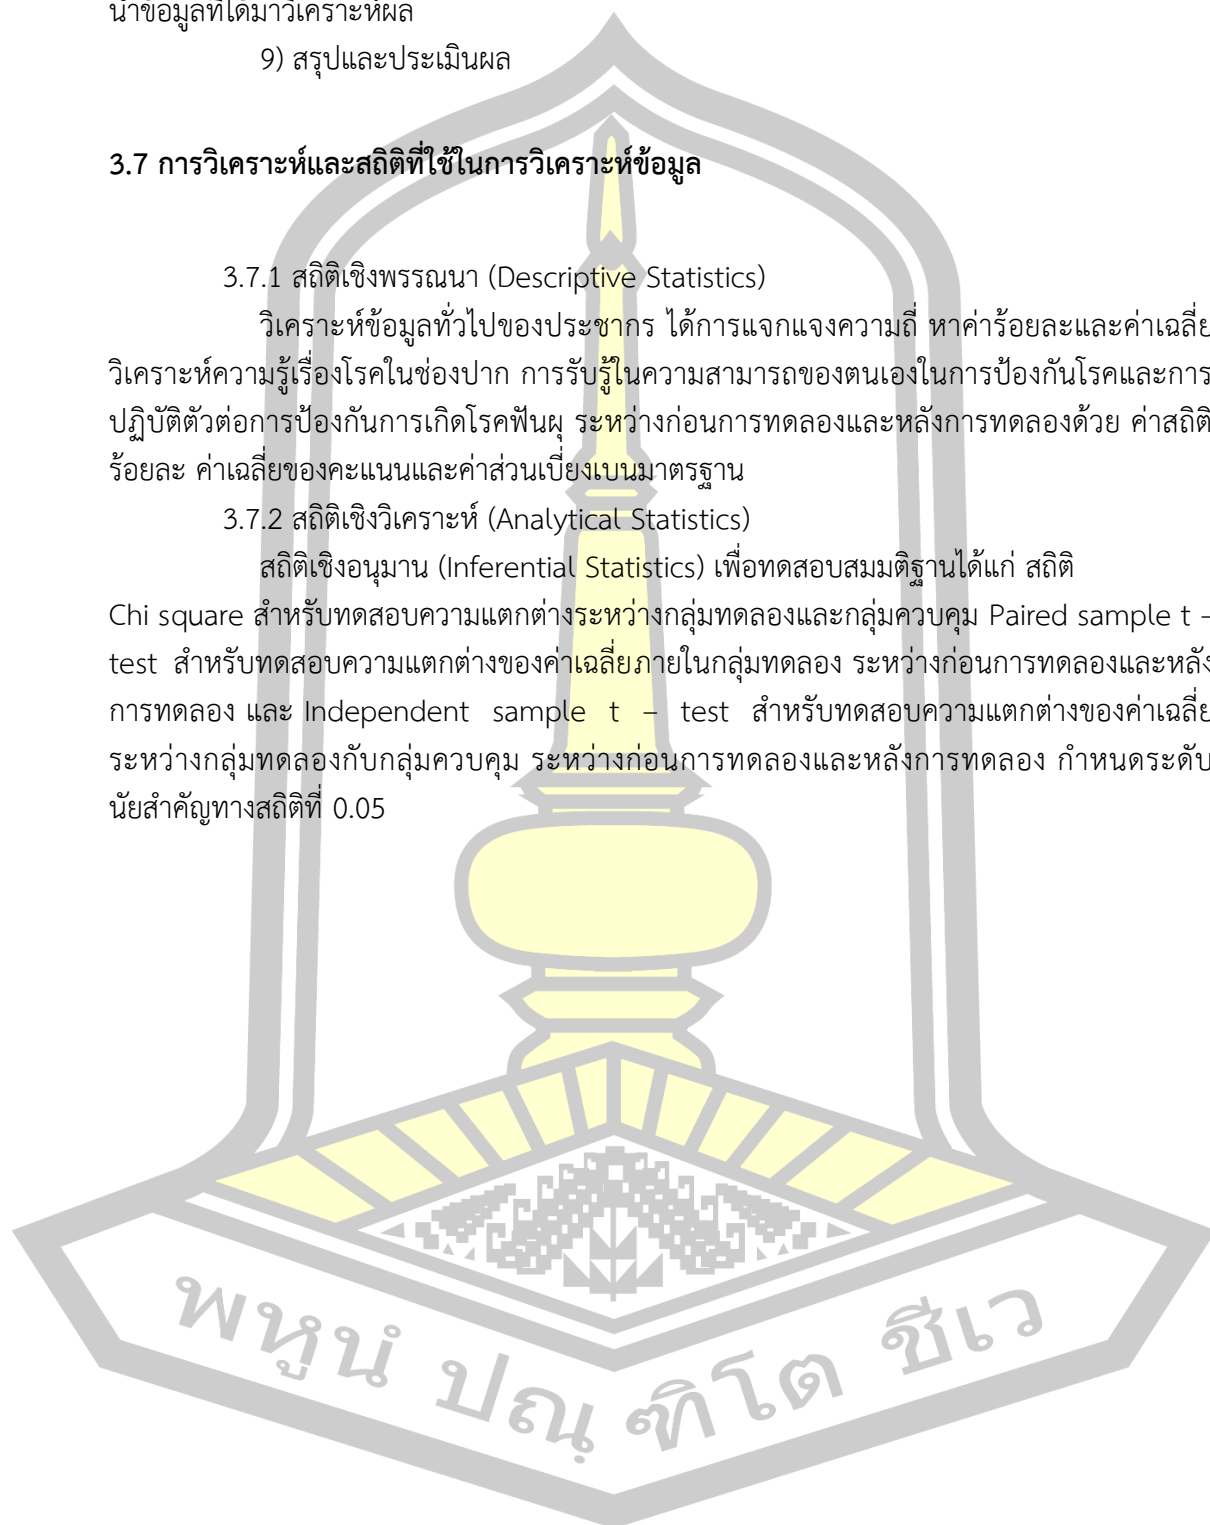 นำข้อมูลที่ได้มาวิเคราะห์ผล
9) สรุปและประเมินผล
3.7 การวิเคราะห์และสถิติที่ใช้ในการวิเคราะห์ข้อมูล
3.7.1 สถิติเชิงพรรณนา (Descriptive Statistics)
วิเคราะห์ข้อมูลทั่วไปของประชากร ได้การแจกแจงความถี่ หาค่าร้อยละและค่าเฉลี่ย
วิเคราะห์ความรู้เรื่องโรคในช่องปาก การรับรู้ในความสามารถของตนเองในการป้องกันโรคและการ
ปฏิบัติตัวต่อการป้องกันการเกิดโรคฟันผุ ระหว่างก่อนการทดลองและหลังการทดลองด้วย ค่าสถิติ
ร้อยละ ค่าเฉลี่ยของคะแนนและค่าส่วนเบี่ยงเบนมาตรฐาน
3.7.2 สถิติเชิงวิเคราะห์ (Analytical Statistics)
สถิติเชิงอนุมาน (Inferential Statistics) เพื่อทดสอบสมมติฐานได้แก่ สถิติ
Chi square สำหรับทดสอบความแตกต่างระหว่างกลุ่มทดลองและกลุ่มควบคุม Paired sample t –
test สำหรับทดสอบความแตกต่างของค่าเฉลี่ยภายในกลุ่มทดลอง ระหว่างก่อนการทดลองและหลัง
การทดลอง และ Independent sample t – test สำหรับทดสอบความแตกต่างของค่าเฉลี่ย
ระหว่างกลุ่มทดลองกับกลุ่มควบคุม ระหว่างก่อนการทดลองและหลังการทดลอง กำหนดระดับ
นัยสำคัญทางสถิติที่ 0.05
พหูนํ ปณฺฑิโต ชีเว